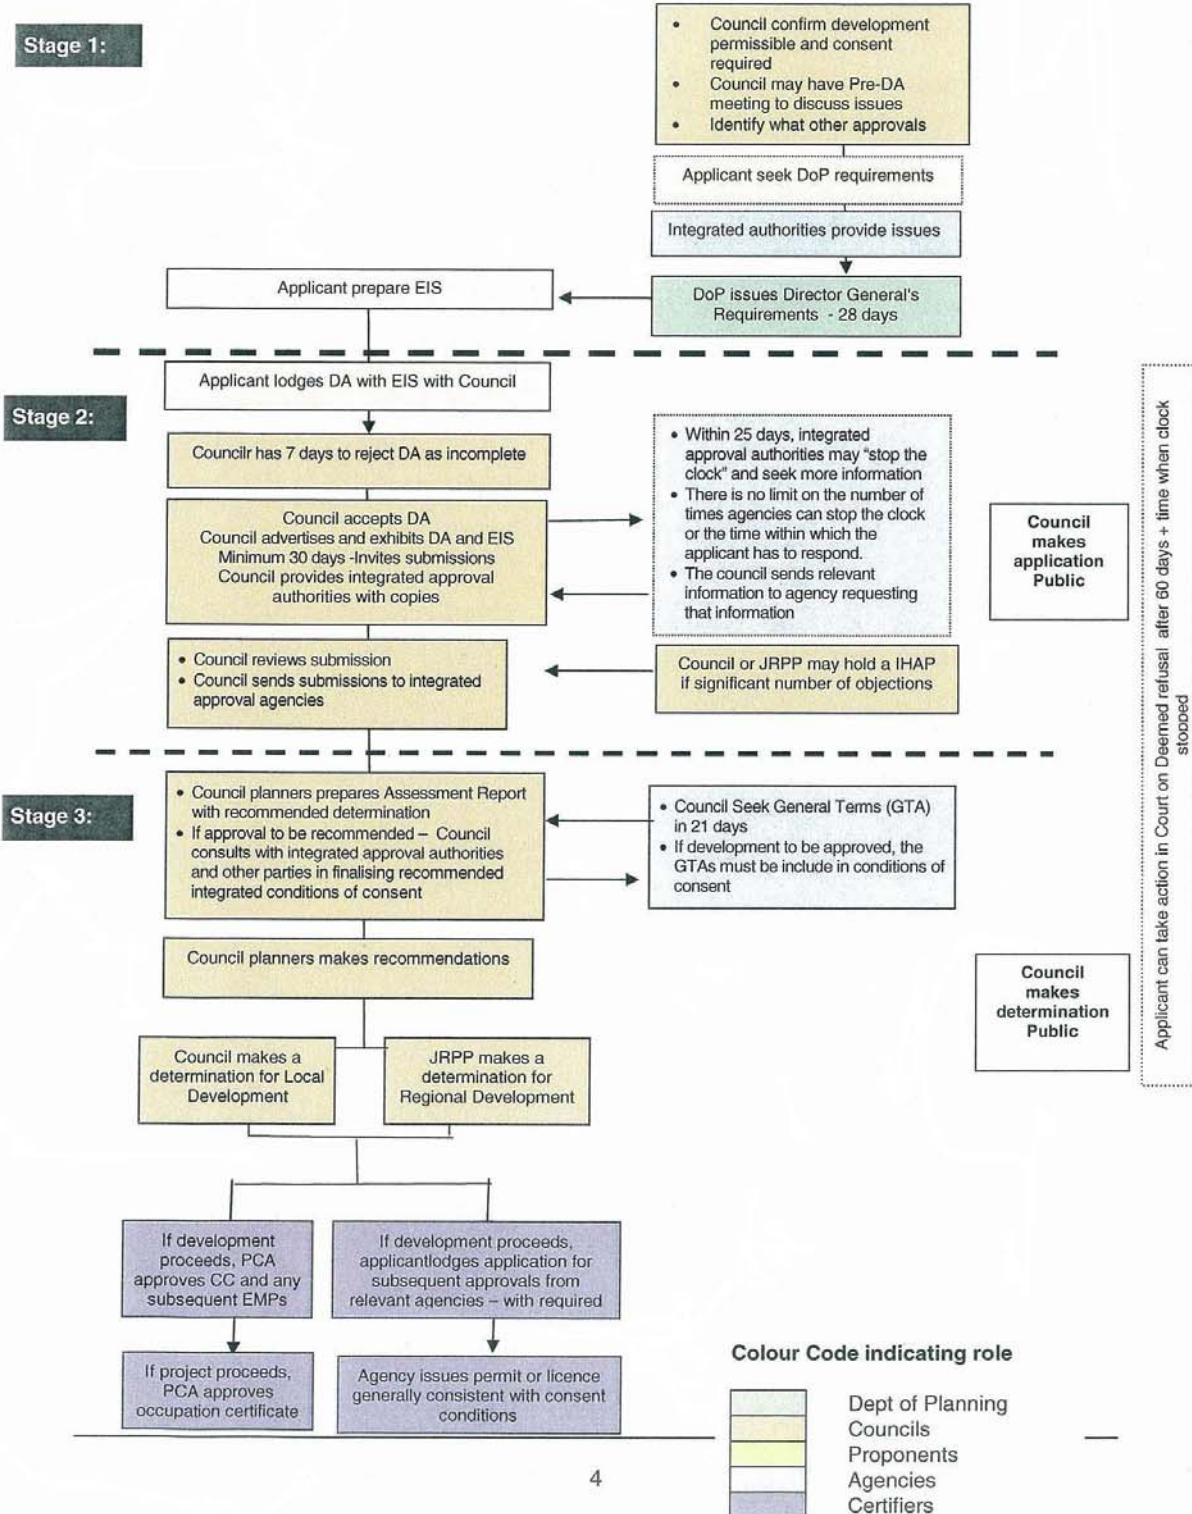 Stage 1:
• Council confirm development
permissible and consent
required
• Council may have Pre-DA
meeting to discuss issues
• Identify what other approvals
Applicant seek DoP requirements
Integrated authorities provide issues
DoP issues Director General's
Requirements - 28 days
Applicant prepare EIS
Applicant lodges DA with EIS with Council
Stage 2:
Councilr has 7 days to reject DA as incomplete
Council accepts DA
Council advertises and exhibits DA and EIS
Minimum 30 days -Invites submissions
Council provides integrated approval
authorities with copies
• Within 25 days, integrated
approval authorities may "stop the
clock" and seek more information
• There is no limit on the number of
times agencies can stop the clock
or the time within which the
applicant has to respond.
• The council sends relevant
information to agency requesting
that information
Council
makes
application
Public
• Council reviews submission
• Council sends submissions to integrated
approval agencies
Council or JRPP may hold a IHAP
if significant number of objections
Applicant can take action in Court on Deemed refusal after 60 days + time when clock
stopped
Stage 3:
• Council planners prepares Assessment Report
with recommended determination
• If approval to be recommended – Council
consults with integrated approval authorities
and other parties in finalising recommended
integrated conditions of consent
• Council Seek General Terms (GTA)
in 21 days
• If development to be approved, the
GTAs must be include in conditions of
consent
Council planners makes recommendations
Council
makes
determination
Public
Council makes a
determination for Local
Development
JRPP makes a
determination for
Regional Development
If development
proceeds, PCA
approves CC and any
subsequent EMPs
If development proceeds,
applicantlodges application for
subsequent approvals from
relevant agencies – with required
If project proceeds,
PCA approves
occupation certificate
Agency issues permit or licence
generally consistent with consent
conditions
Colour Code indicating role
Dept of Planning
Councils
Proponents
Agencies
Certifiers
4